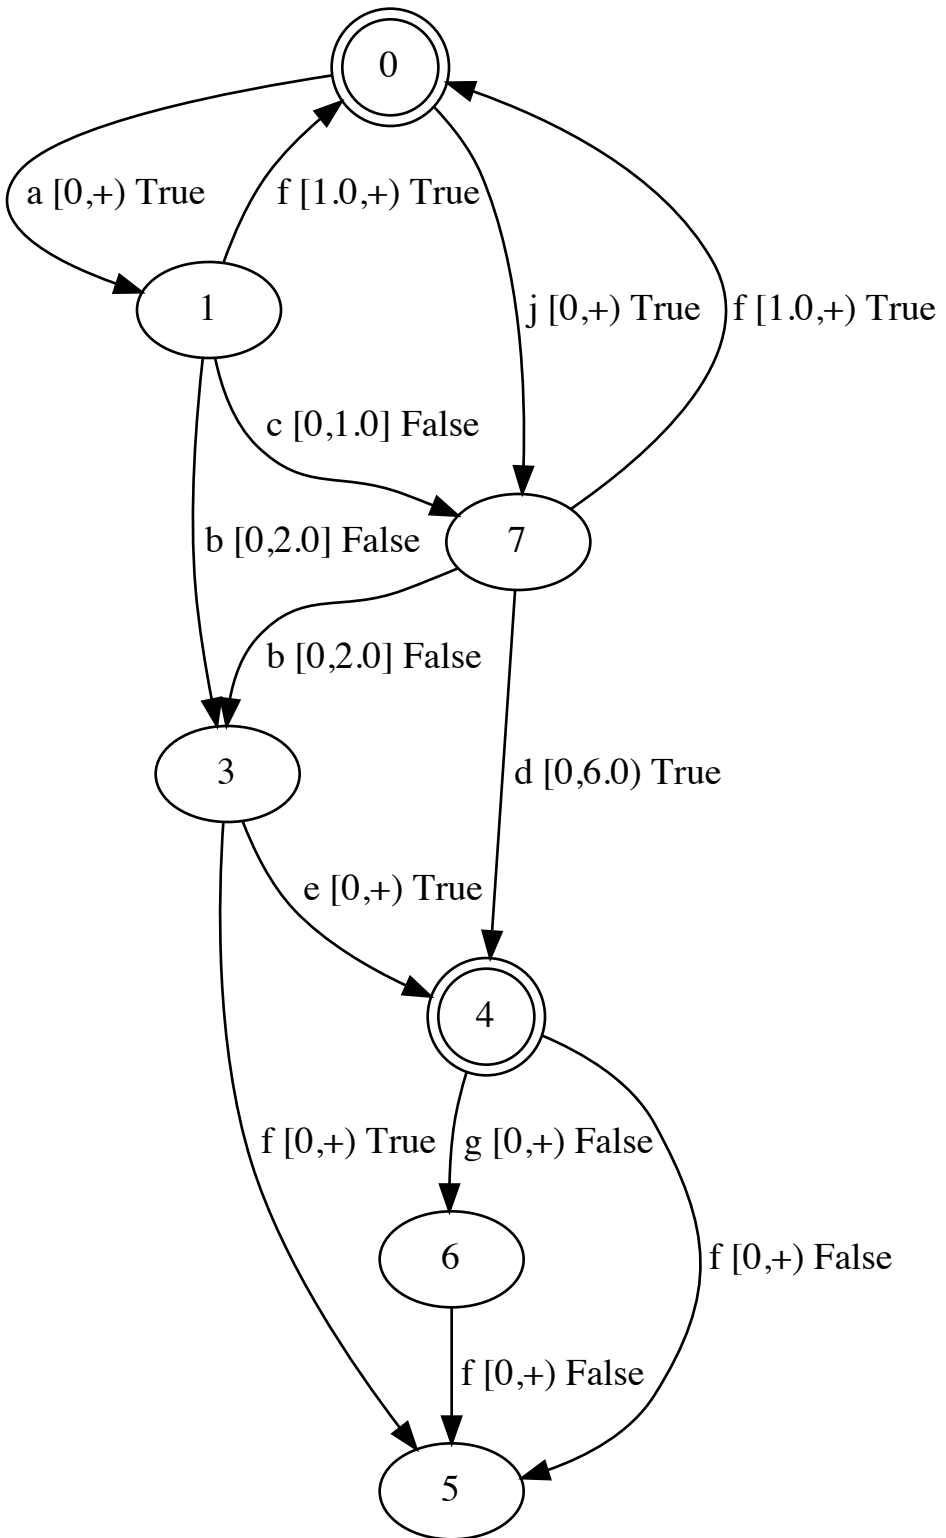 0
a [0,+) True
f [1.0,+) True
1
j [0,+) True
f [1.0,+) True
c [0,1.0] False
b [0,2.0] False
7
b [0,2.0] False
3
d [0,6.0) True
e [0,+) True
4
f [0,+) True
g [0,+) False
6
f [0,+) False
f [0,+) False
5